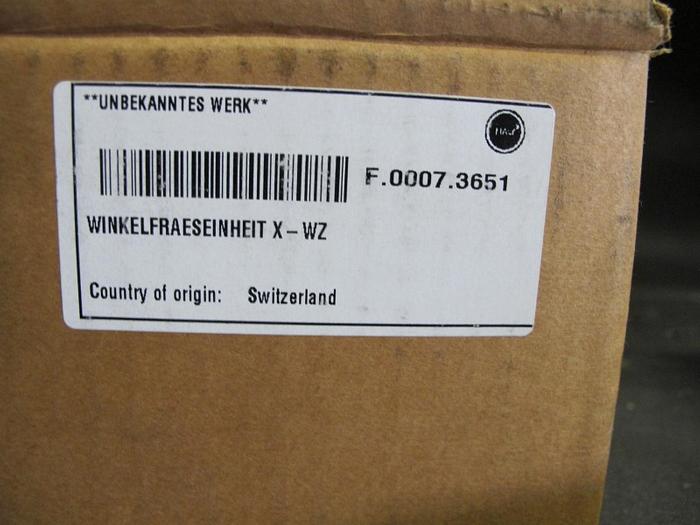 **UNBEKANNTES WERK**
F.0007.3651
WINKELFRAESEINHEIT X – WZ
Country of origin: Switzerland